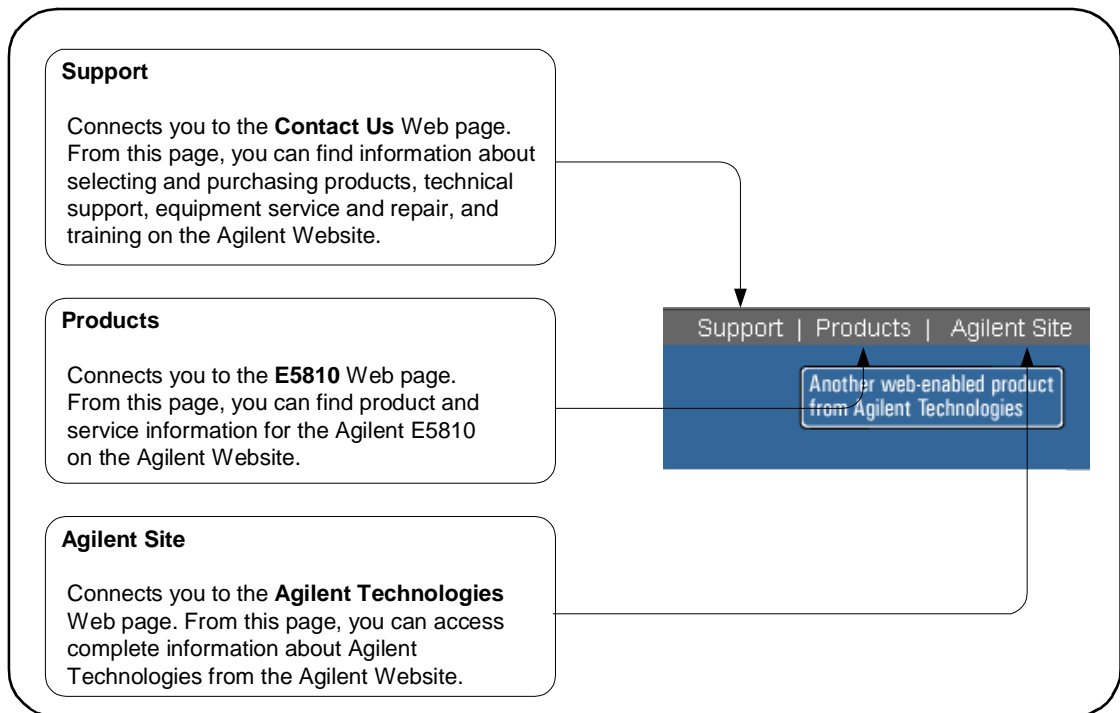 Support
Connects you to the Contact Us Web page.
From this page, you can find information about
selecting and purchasing products, technical
support, equipment service and repair, and
training on the Agilent Website.
Products
Connects you to the E5810 Web page.
From this page, you can find product and
service information for the Agilent E5810
on the Agilent Website.
Agilent Site
Connects you to the Agilent Technologies
Web page. From this page, you can access
complete information about Agilent
Technologies from the Agilent Website.
Support | Products | Agilent Site
Another web-enabled product
from Agilent Technologies